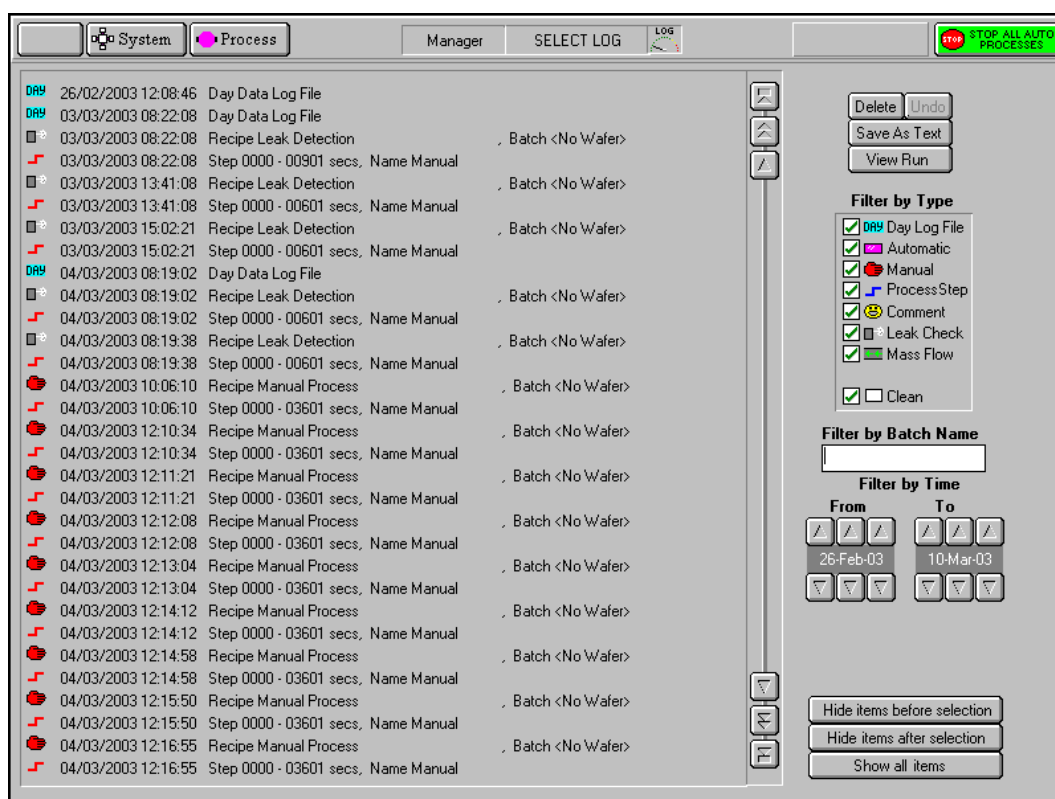 System Process Manager SELECT LOG LOG STOP STOP ALL AUTO
PROCESSES
DAY 26/02/2003 12:08:46 Day Data Log File
DAY 03/03/2003 08:22:08 Day Data Log File
03/03/2003 08:22:08 Recipe Leak Detection , Batch <No Wafer>
03/03/2003 08:22:08 Step 0000 - 00901 secs, Name Manual
03/03/2003 13:41:08 Recipe Leak Detection , Batch <No Wafer>
03/03/2003 13:41:08 Step 0000 - 00601 secs, Name Manual
03/03/2003 15:02:21 Recipe Leak Detection , Batch <No Wafer>
03/03/2003 15:02:21 Step 0000 - 00601 secs, Name Manual
DAY 04/03/2003 08:19:02 Day Data Log File
04/03/2003 08:19:02 Recipe Leak Detection , Batch <No Wafer>
04/03/2003 08:19:02 Step 0000 - 00601 secs, Name Manual
04/03/2003 08:19:38 Recipe Leak Detection , Batch <No Wafer>
04/03/2003 08:19:38 Step 0000 - 00601 secs, Name Manual
04/03/2003 10:06:10 Recipe Manual Process , Batch <No Wafer>
04/03/2003 10:06:10 Step 0000 - 03601 secs, Name Manual
04/03/2003 12:10:34 Recipe Manual Process , Batch <No Wafer>
04/03/2003 12:10:34 Step 0000 - 03601 secs, Name Manual
04/03/2003 12:11:21 Recipe Manual Process , Batch <No Wafer>
04/03/2003 12:11:21 Step 0000 - 03601 secs, Name Manual
04/03/2003 12:12:08 Recipe Manual Process , Batch <No Wafer>
04/03/2003 12:12:08 Step 0000 - 03601 secs, Name Manual
04/03/2003 12:13:04 Recipe Manual Process , Batch <No Wafer>
04/03/2003 12:13:04 Step 0000 - 03601 secs, Name Manual
04/03/2003 12:14:12 Recipe Manual Process , Batch <No Wafer>
04/03/2003 12:14:12 Step 0000 - 03601 secs, Name Manual
04/03/2003 12:14:58 Recipe Manual Process , Batch <No Wafer>
04/03/2003 12:14:58 Step 0000 - 03601 secs, Name Manual
04/03/2003 12:15:50 Recipe Manual Process , Batch <No Wafer>
04/03/2003 12:15:50 Step 0000 - 03601 secs, Name Manual
04/03/2003 12:16:55 Recipe Manual Process , Batch <No Wafer>
04/03/2003 12:16:55 Step 0000 - 03601 secs, Name Manual
Delete Undo
Save As Text
View Run
Filter by Type
DAY Day Log File
Automatic
Manual
Process Step
Comment
Leak Check
Mass Flow
Clean
Filter by Batch Name
Filter by Time
From To
26-Feb-03 10-Mar-03
Hide items before selection
Hide items after selection
Show all items